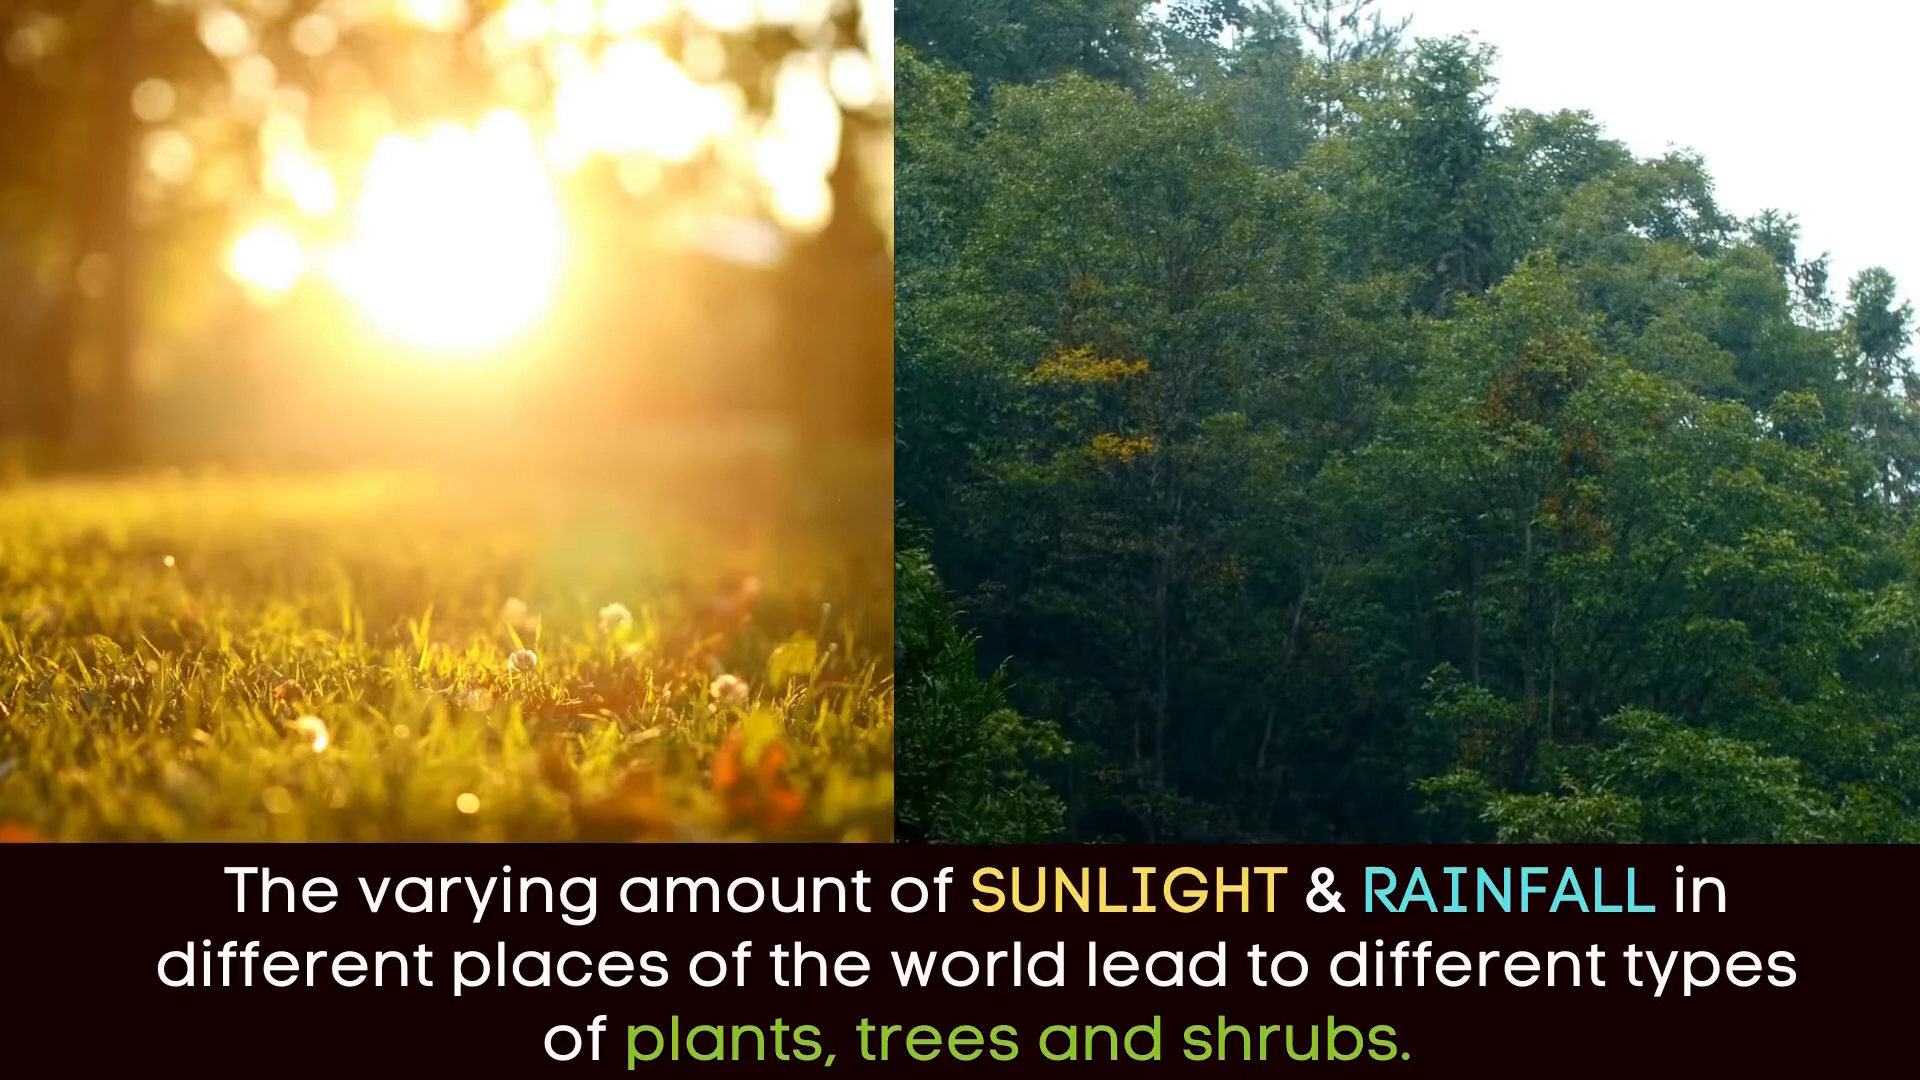 The varying amount of SUNLIGHT & RAINFALL in
different places of the world lead to different types
of plants, trees and shrubs.